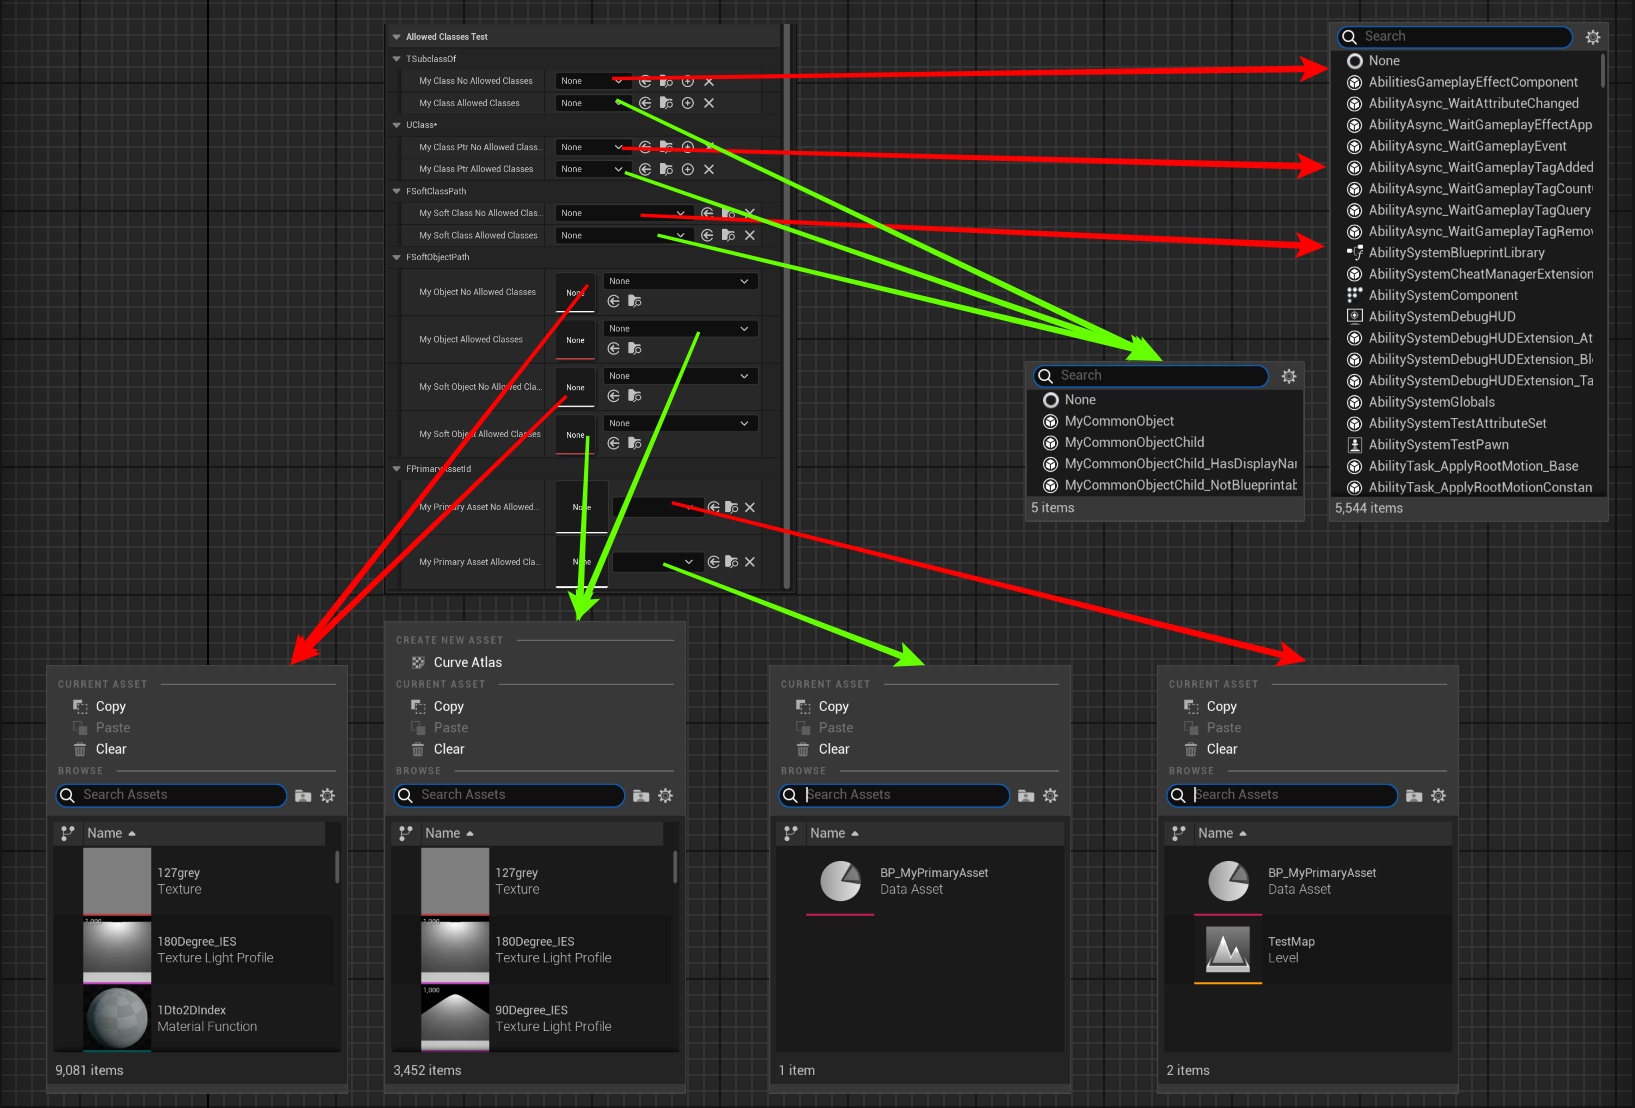 Allowed Classes Test
TSubclassOf
My Class No Allowed Classes
None
My Class Allowed Classes
None
UClass*
My Class Ptr No Allowed Class...
None
My Class Ptr Allowed Classes
None
FSoftClassPath
My Soft Class No Allowed Clas...
None
My Soft Class Allowed Classes
None
FSoftObjectPath
My Object No Allowed Classes
None
None
My Object Allowed Classes
None
None
My Soft Object No Allowed Cla...
None
None
My Soft Object Allowed Classes
None
None
FPrimaryAssetId
My Primary Asset No Allowed...
None
My Primary Asset Allowed Cla...
None
Search
None
AbilitiesGameplayEffectComponent
AbilityAsync_WaitAttributeChanged
AbilityAsync_WaitGameplayEffectApp
AbilityAsync_WaitGameplayEvent
AbilityAsync_WaitGameplayTagAdded
AbilityAsync_WaitGameplayTagCount
AbilityAsync_WaitGameplayTagQuery
AbilityAsync_WaitGameplayTagRemov
AbilitySystemBlueprintLibrary
AbilitySystemCheatManagerExtension
AbilitySystemComponent
AbilitySystemDebugHUD
AbilitySystemDebugHUDExtension_At
AbilitySystemDebugHUDExtension_Bl
AbilitySystemDebugHUDExtension_Ta
AbilitySystemGlobals
AbilitySystemTestAttributeSet
AbilitySystemTestPawn
AbilityTask_ApplyRootMotion_Base
AbilityTask_ApplyRootMotionConstan
5,544 items
Search
None
MyCommonObject
MyCommonObjectChild
MyCommonObjectChild_HasDisplayNar
MyCommonObjectChild_NotBlueprintab
5 items
CURRENT ASSET
Copy
Paste
Clear
BROWSE
Search Assets
Name
127grey
Texture
1,000
180Degree_IES
Texture Light Profile
1Dto2DIndex
Material Function
9,081 items
CREATE NEW ASSET
Curve Atlas
CURRENT ASSET
Copy
Paste
Clear
BROWSE
Search Assets
Name
127grey
Texture
1,000
180Degree_IES
Texture Light Profile
1,000
90Degree_IES
Texture Light Profile
3,452 items
CURRENT ASSET
Copy
Paste
Clear
BROWSE
Search Assets
Name
BP_MyPrimaryAsset
Data Asset
1 item
CURRENT ASSET
Copy
Paste
Clear
BROWSE
Search Assets
Name
BP_MyPrimaryAsset
Data Asset
TestMap
Level
2 items